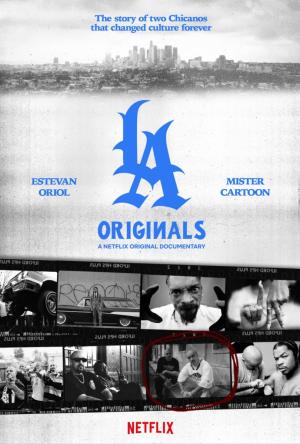 The story of two Chicanos
that changed culture forever
LA
ESTEVAN
ORIOL
MISTER
CARTOON
ORIGINALS
A NETFLIX ORIGINAL DOCUMENTARY
NETFLIX